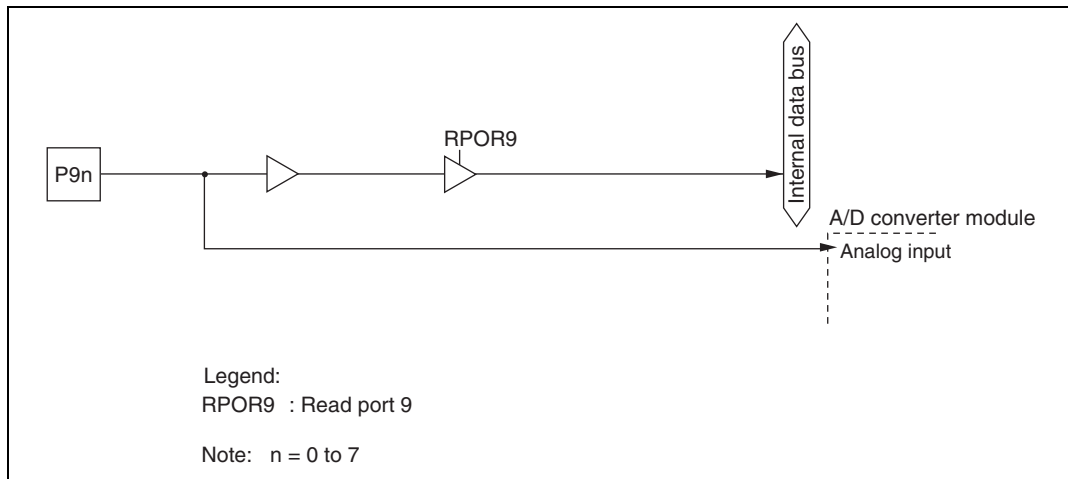 RPOR9
P9n
Internal data bus
A/D converter module
Analog input
Legend:
RPOR9 : Read port 9
Note: n = 0 to 7